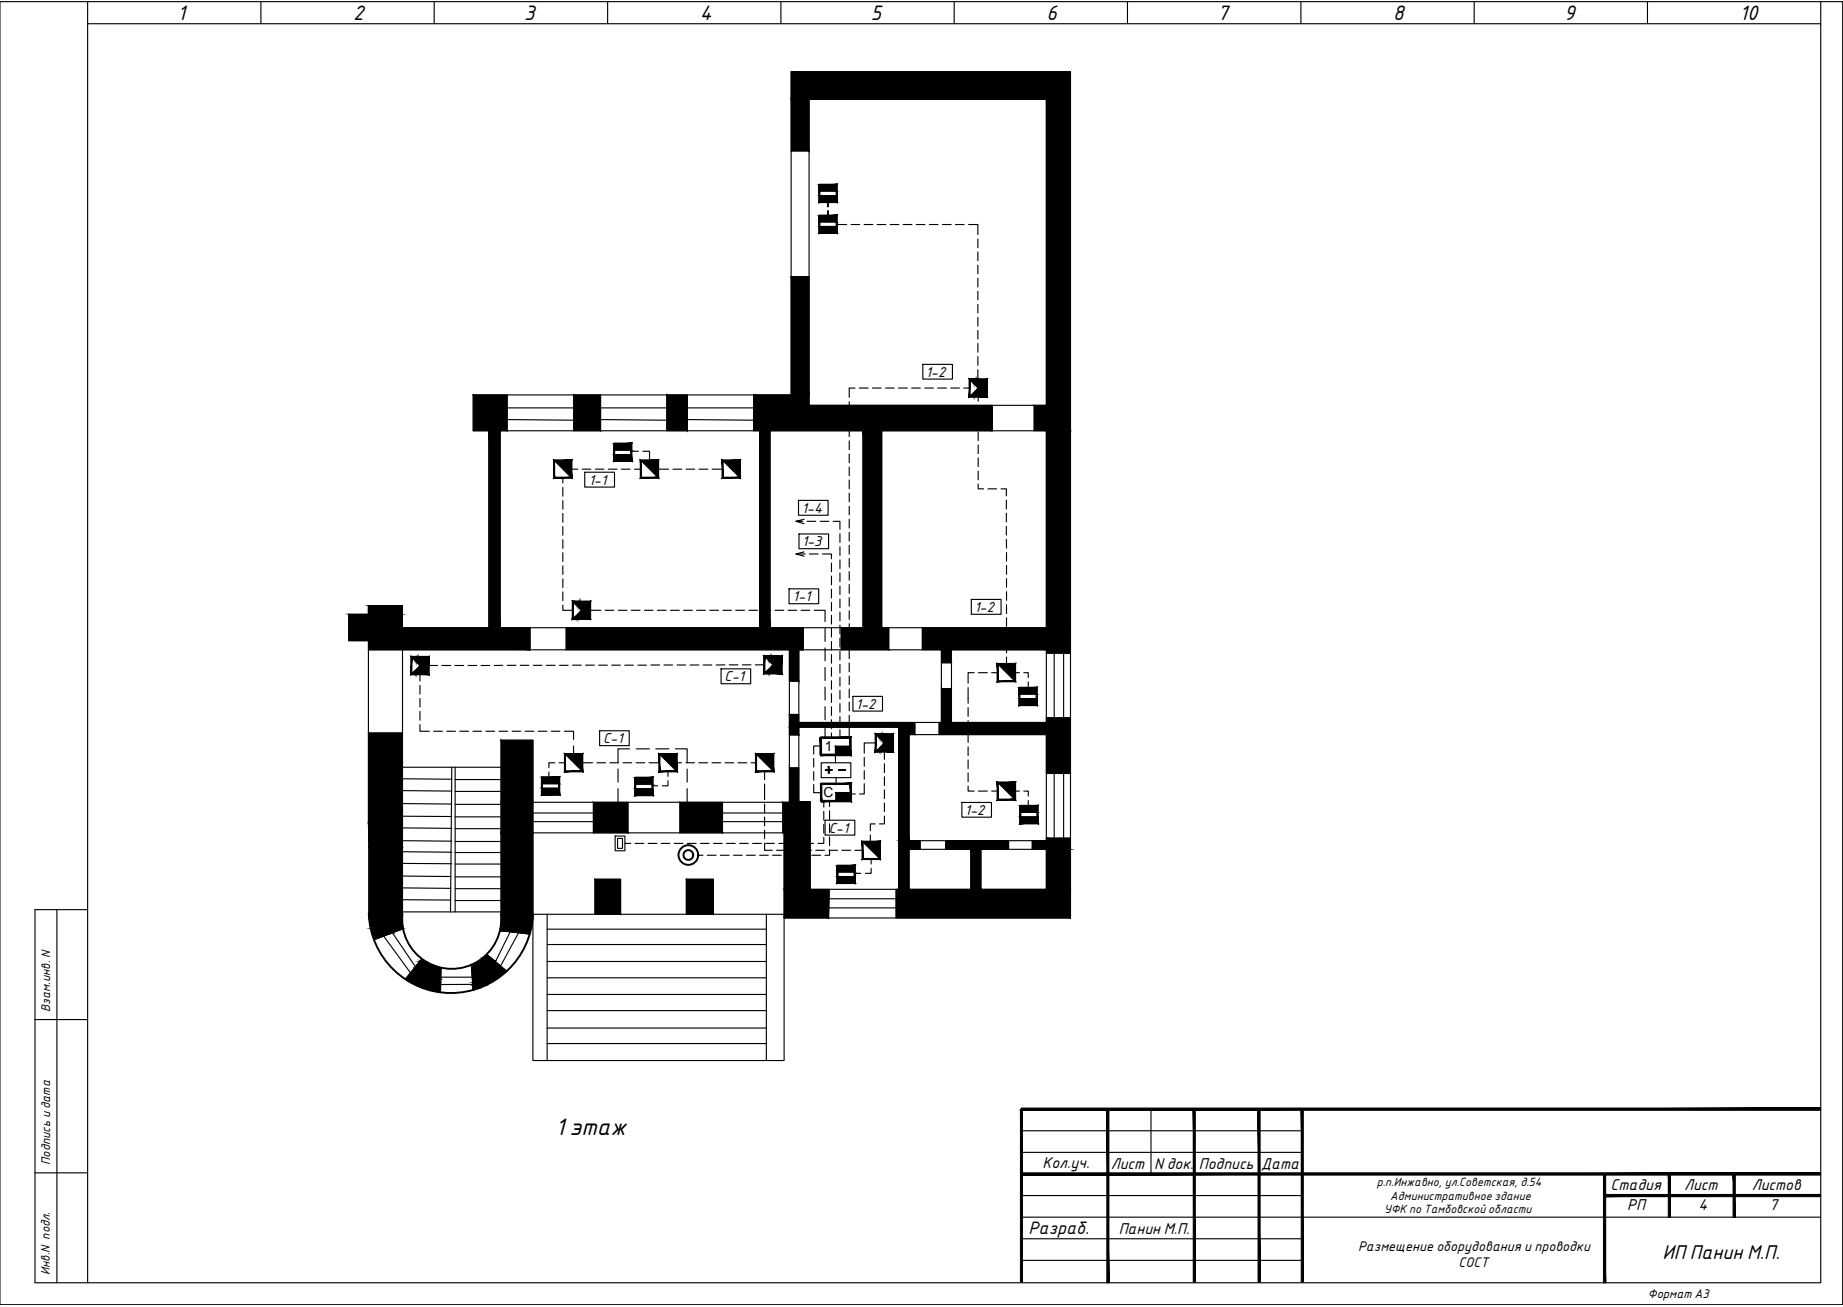 1 2 3 4 5 6 7 8 9 10
1-2
1-1
1-4
1-3
1-1
1-2
С-1
1-2
С-1
1
+ -
С
С-1
1-2
1 этаж
Взам.инв. N
Подпись и дата
Инв.N подл.
Кол.уч. Лист N док. Подпись Дата
р.п.Инжавно, ул.Советская, д.54
Административное здание
УФК по Тамбовской области
Стадия Лист Листов
РП 4 7
Разраб. Панин М.П.
Размещение оборудования и проводки
СОСТ
ИП Панин М.П.
Формат А3